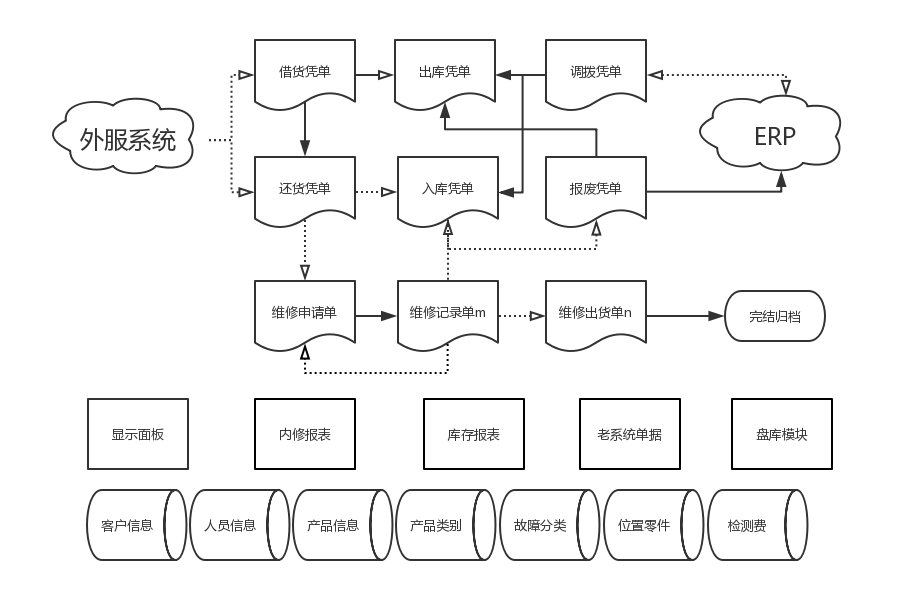 借货凭单
出库凭单
调拨凭单
外服系统
ERP
还货凭单
入库凭单
报废凭单
维修申请单
维修记录单m
维修出货单n
完结归档
显示面板
内修报表
库存报表
老系统单据
盘库模块
客户信息
人员信息
产品信息
产品类别
故障分类
位置零件
检测费